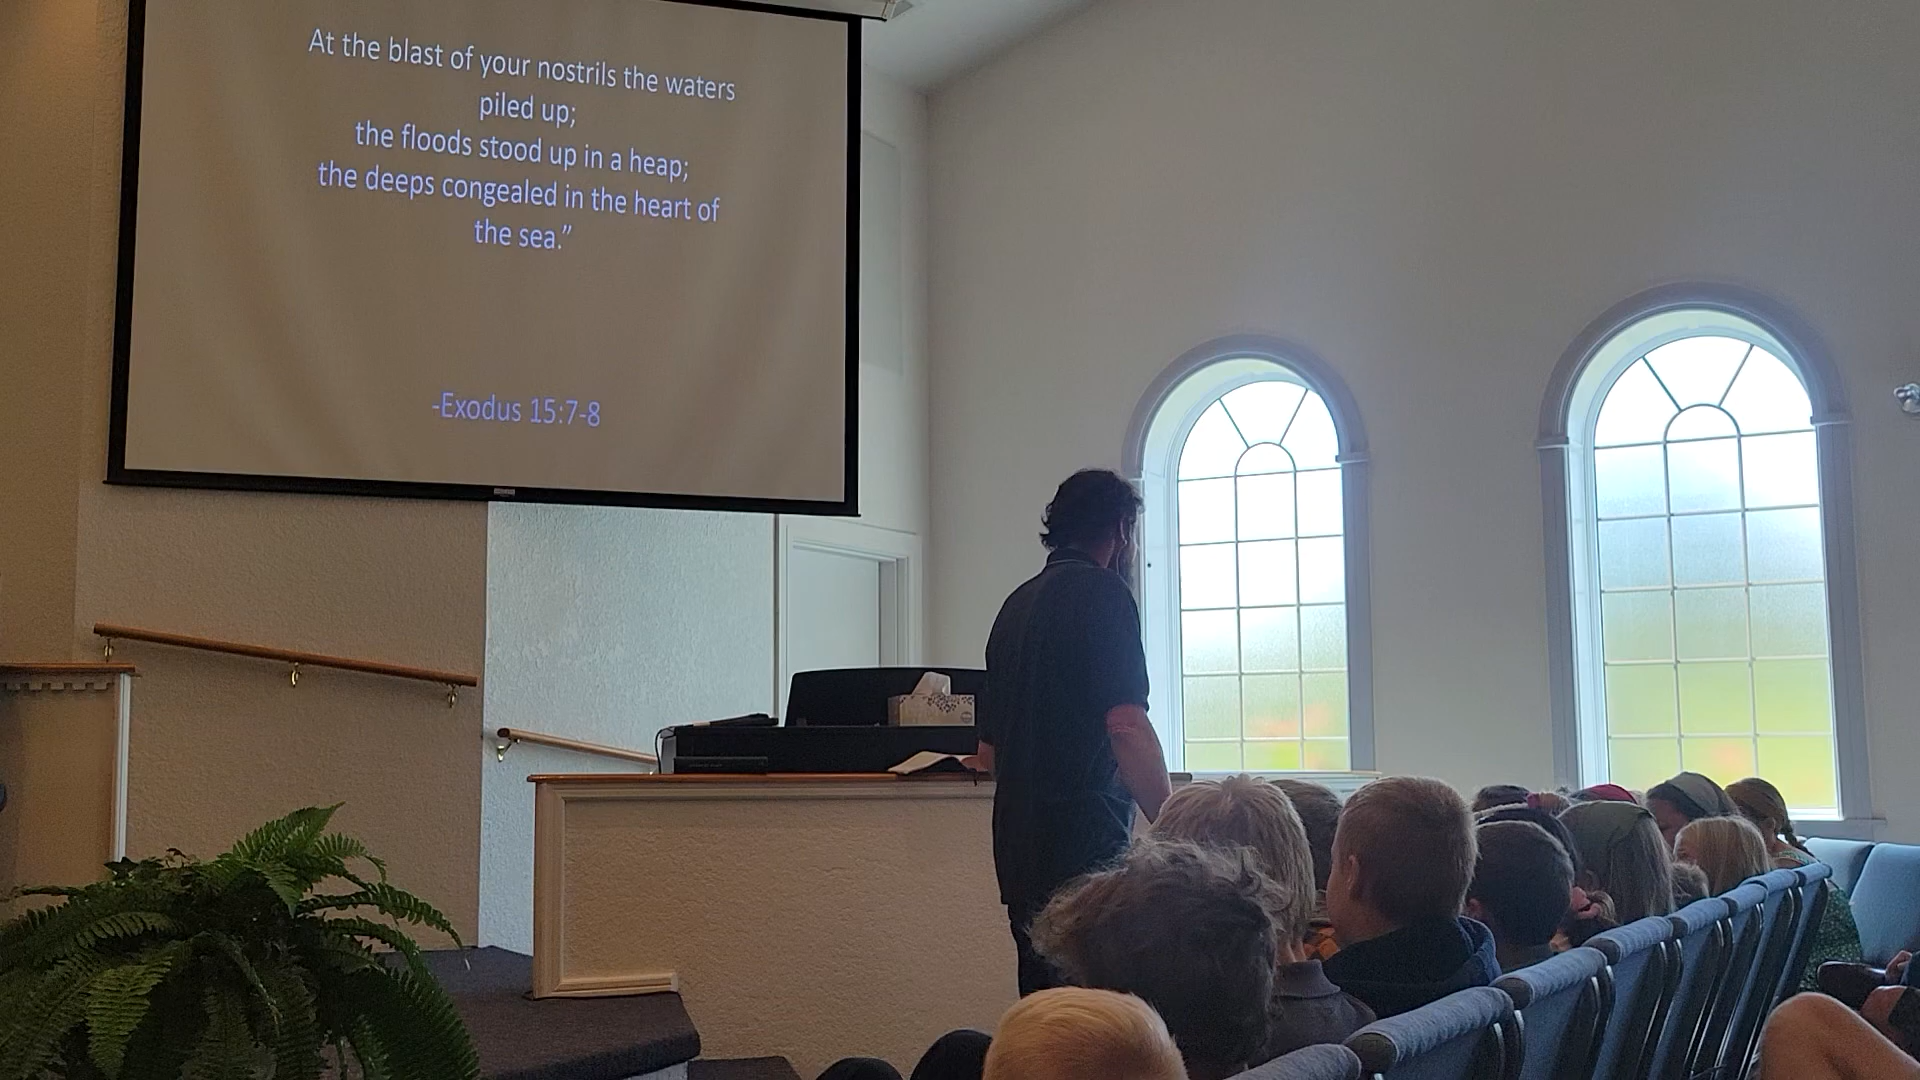 At the blast of your nostrils the waters
piled up;
the floods stood up in a heap;
the deeps congealed in the heart of
the sea.”
-Exodus 15:7-8